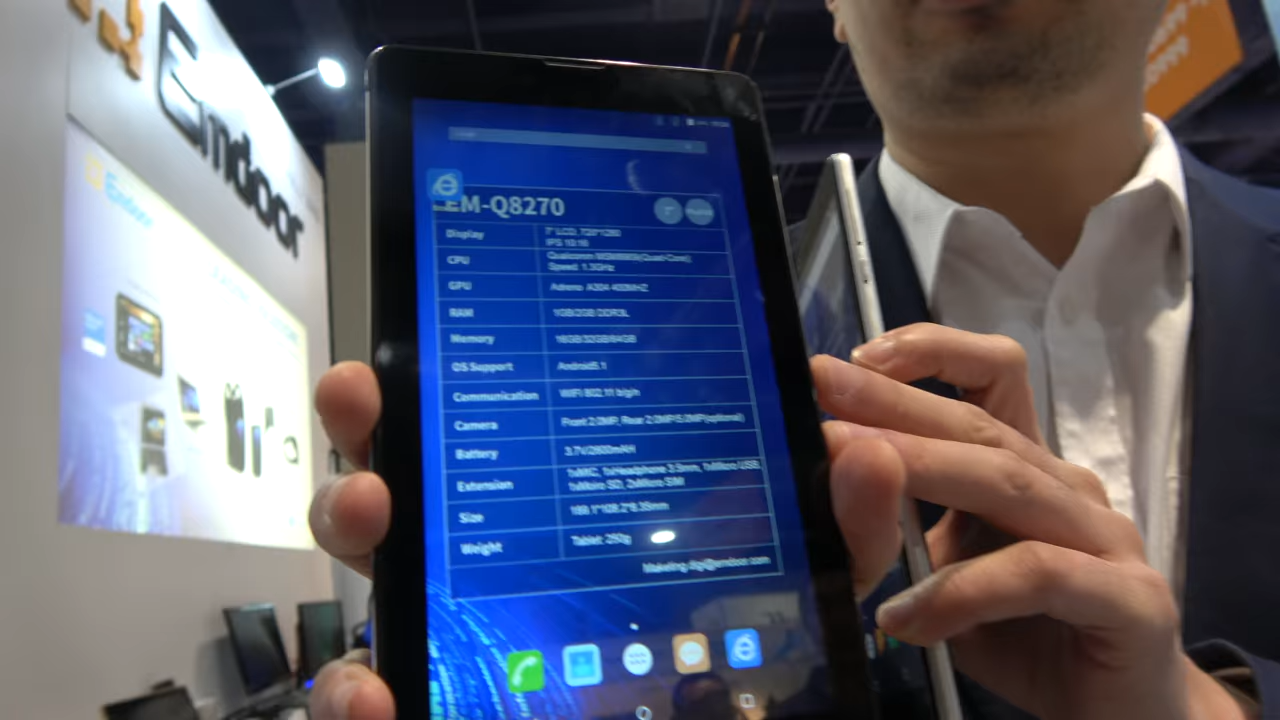 Emdoor
Emdoor
EM-Q8270
7"
Display
7" LCD, 720*1280
IPS 10:16
CPU
Qualcomm (Quad-Core)
Speed: 1.3GHz
GPU
Adreno A304 400MHZ
RAM
1GB/2GB DDR3L
Memory
16GB/32GB/64GB
OS Support
Android5.1
Communication
WIFI 802.11 b/g/n
Camera
Front 2.0MP, Rear 2.0MP/5.0MP(optional)
Battery
3.7V/2800mAH
Extension
1xMIC, 1xHeadphone 3.5mm, 1xMicro USB,
1xMicro SD, 2xMicro SIM
Size
Weight
Tablet: 250g